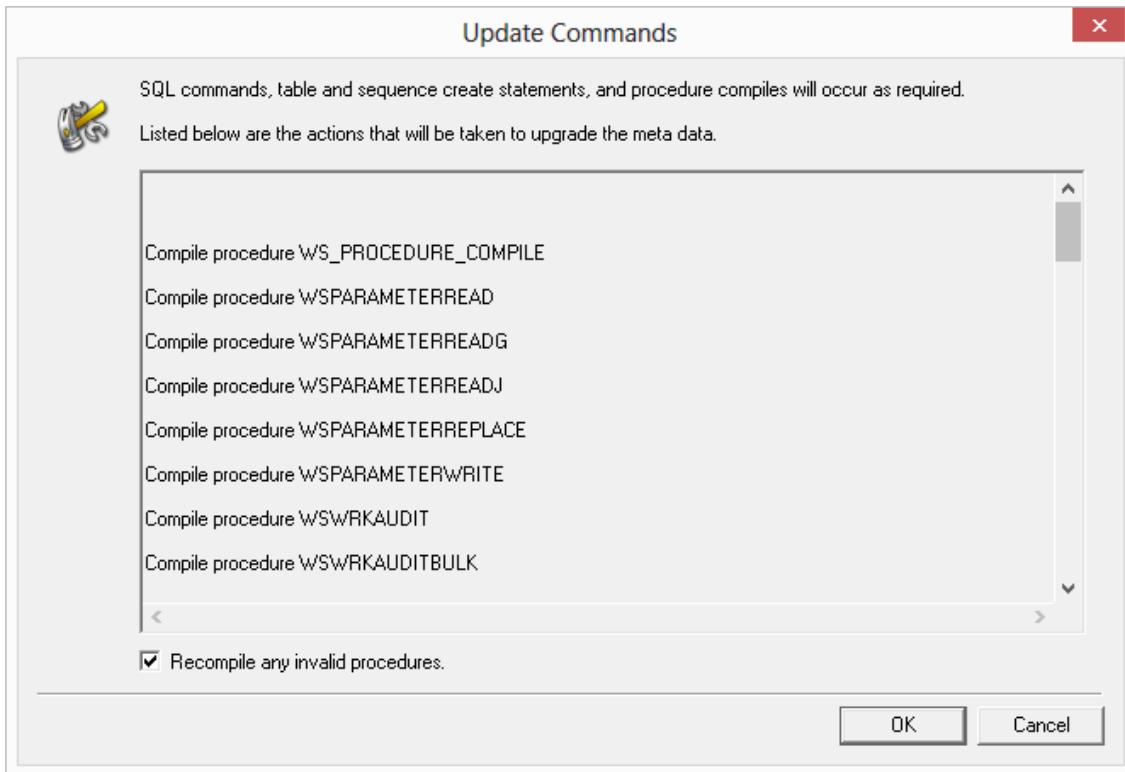 Update Commands
SQL commands, table and sequence create statements, and procedure compiles will occur as required.
Listed below are the actions that will be taken to upgrade the meta data.
Compile procedure WS_PROCEDURE_COMPILE
Compile procedure WSPARAMETERREAD
Compile procedure WSPARAMETERREADG
Compile procedure WSPARAMETERREADJ
Compile procedure WSPARAMETERREPLACE
Compile procedure WSPARAMETERWRITE
Compile procedure WSWRKAUDIT
Compile procedure WSWRKAUDITBULK
Recompile any invalid procedures.
OK
Cancel